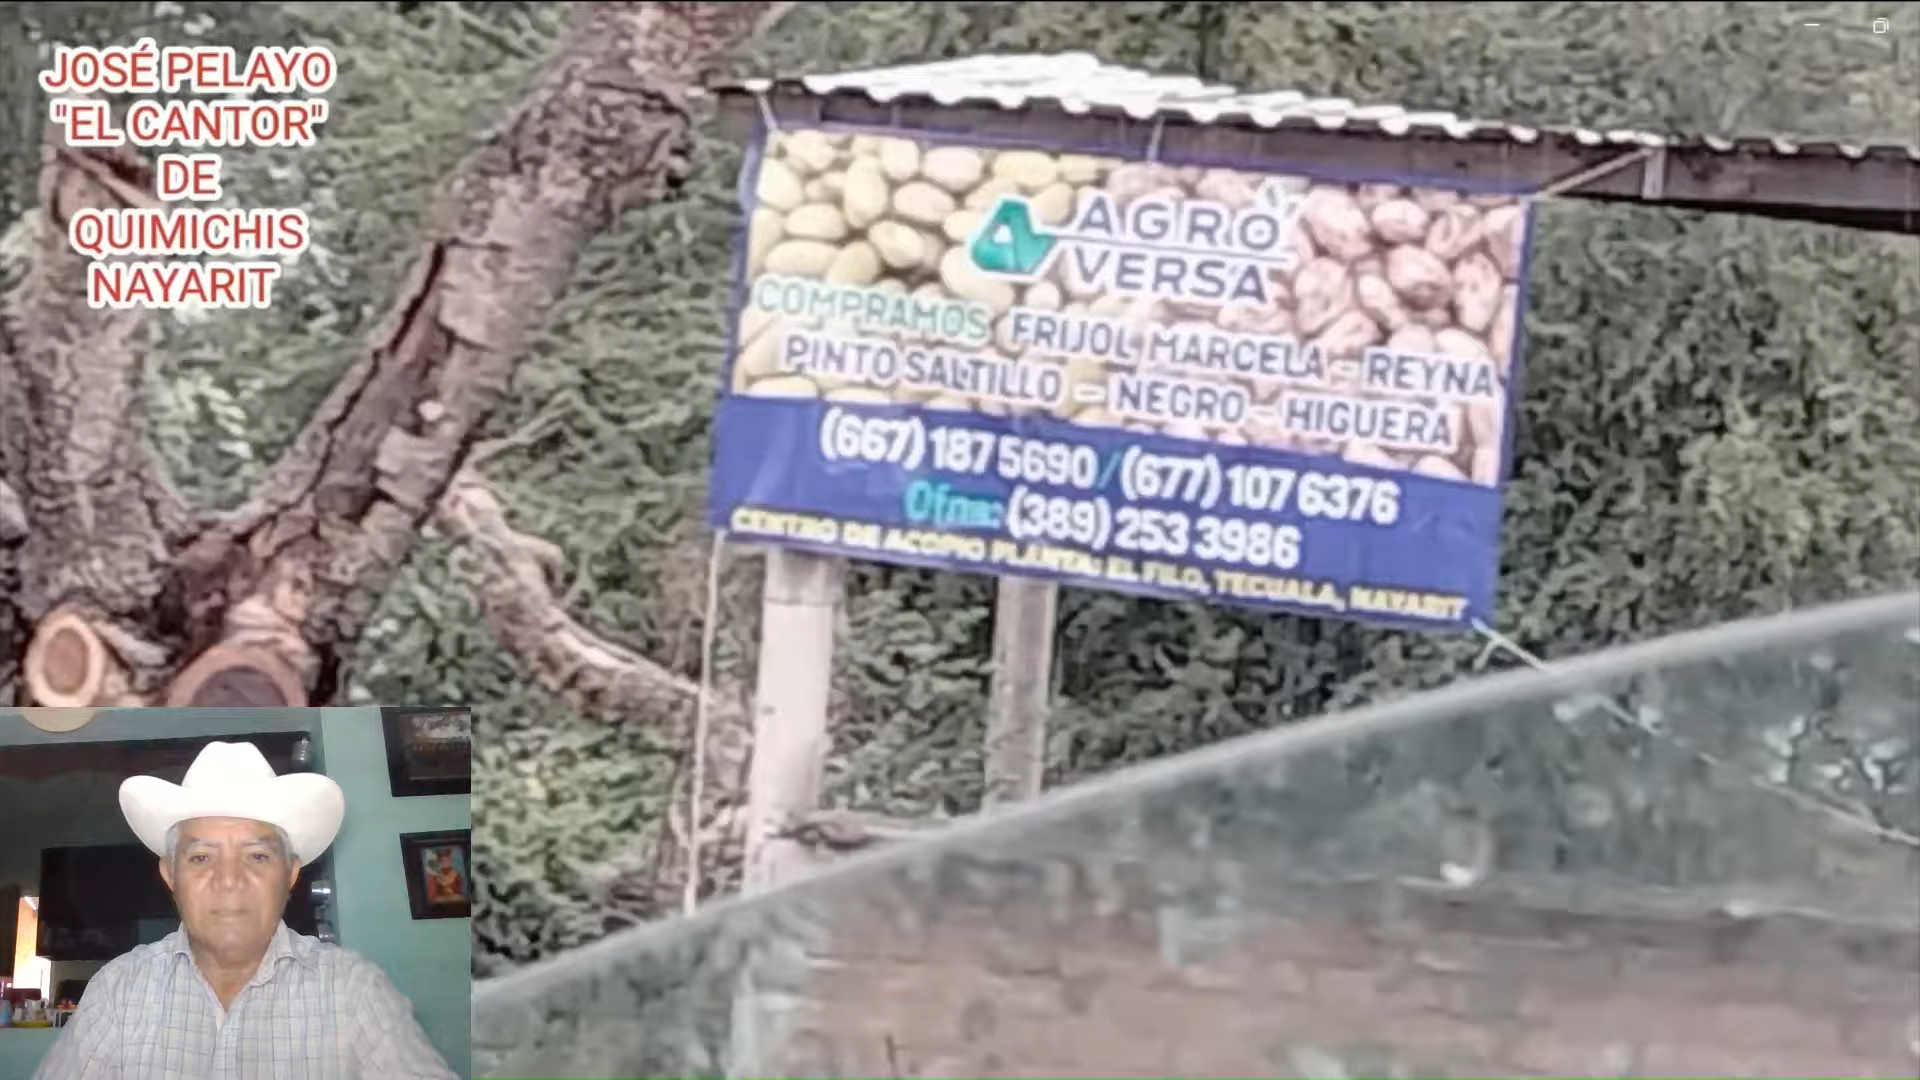 JOSÉ PELAYO
"EL CANTOR"
DE
QUIMICHIS
NAYARIT
AGRO
VERSA
COMPRAMOS FRIJOL MARCELA - REYNA
PINTO SALTILLO - NEGRO - HIGUERA
(667) 187 5690 / (677) 107 6376
Ofna: (389) 253 3986
CENTRO DE ACOPIO PLANTA: EL FILO, TECUALA, NAYARIT